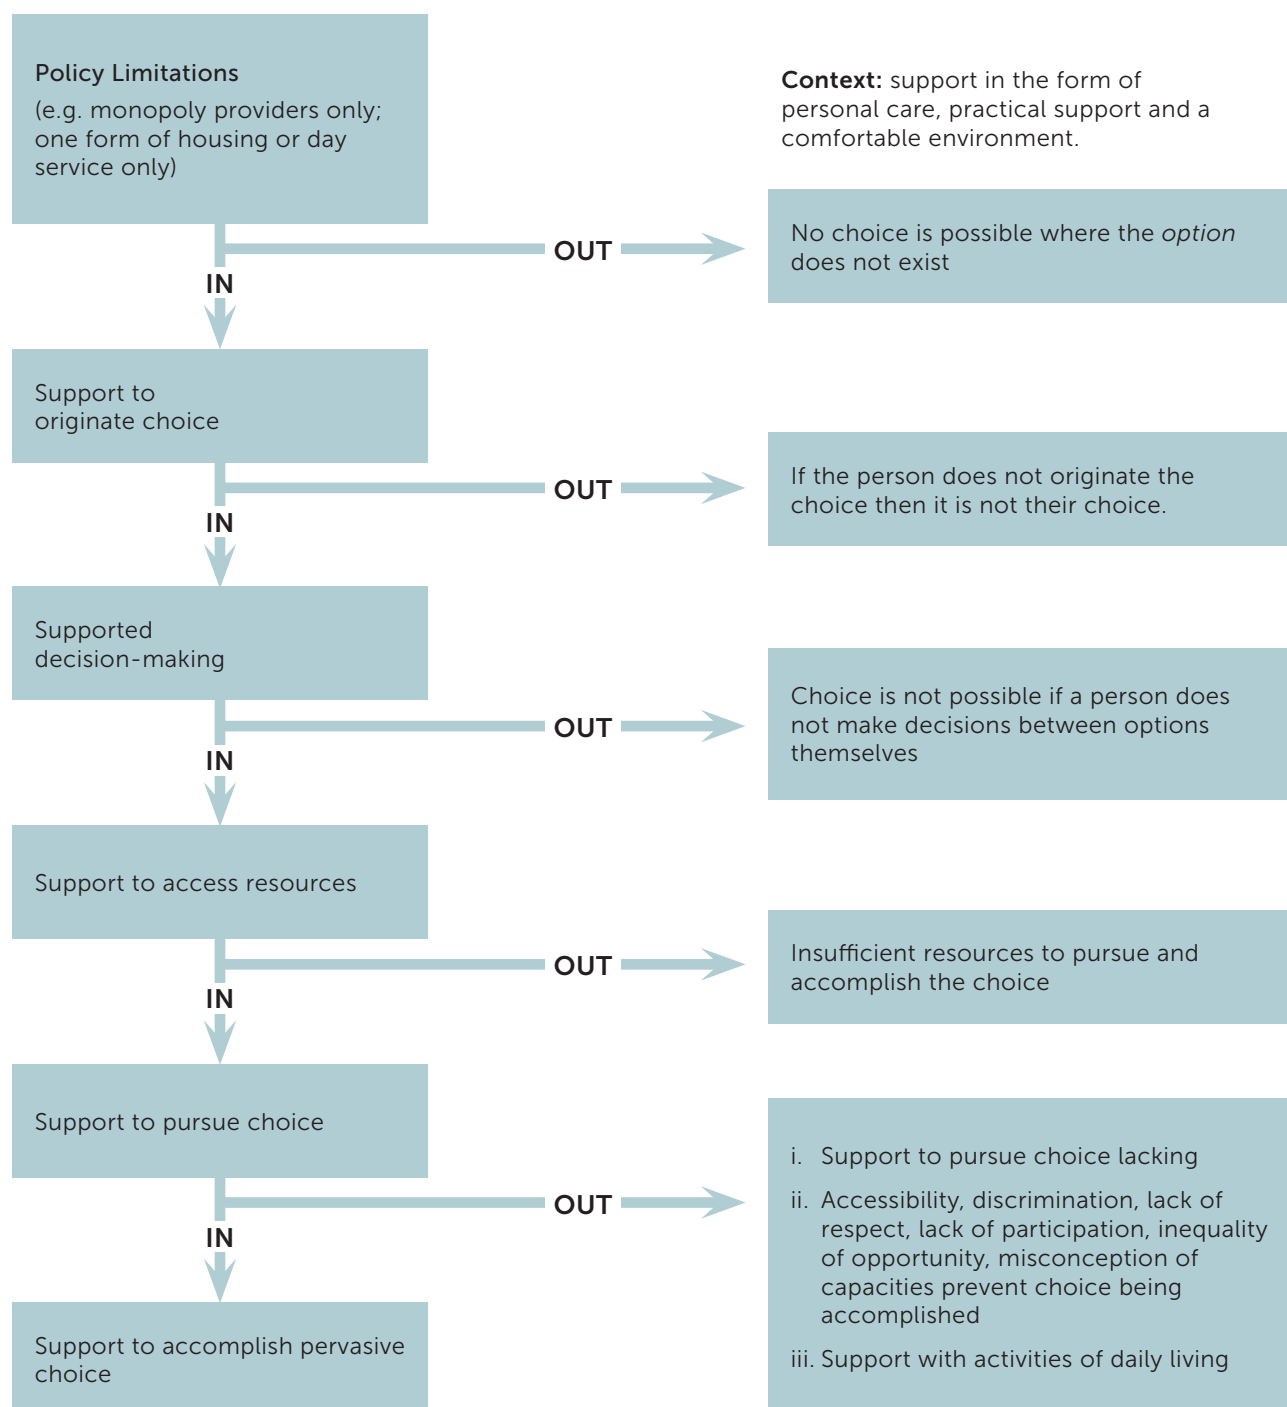 Policy Limitations
(e.g. monopoly providers only;
one form of housing or day
service only)
Context: support in the form of
personal care, practical support and a
comfortable environment.
OUT
No choice is possible where the option
does not exist
IN
Support to
originate choice
OUT
If the person does not originate the
choice then it is not their choice.
IN
Supported
decision-making
OUT
Choice is not possible if a person does
not make decisions between options
themselves
IN
Support to access resources
OUT
Insufficient resources to pursue and
accomplish the choice
IN
Support to pursue choice
OUT
i. Support to pursue choice lacking
ii. Accessibility, discrimination, lack of
respect, lack of participation, inequality
of opportunity, misconception of
capacities prevent choice being
accomplished
iii. Support with activities of daily living
IN
Support to accomplish pervasive
choice